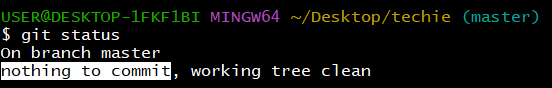 USER@DESKTOP-1FKF1BI MINGW64 ~/Desktop/techie (master)
$ git status
On branch master
nothing to commit, working tree clean